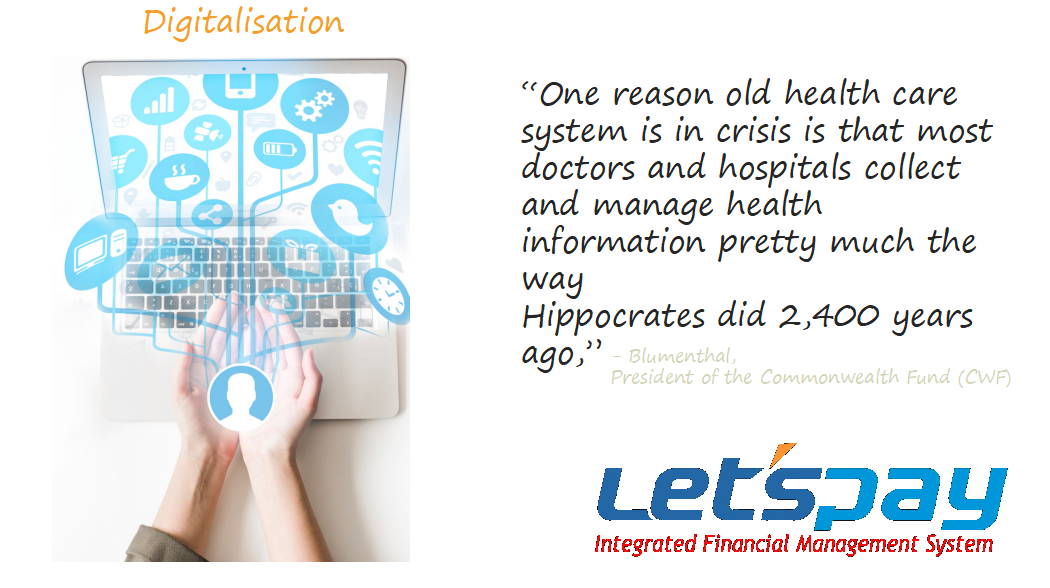 Digitalisation
“One reason old health care
system is in crisis is that most
doctors and hospitals collect
and manage health
information pretty much the
way
Hippocrates did 2,400 years
ago,” – Blumenthal,
President of the Commonwealth Fund (CWF)
Let'spay
Integrated Financial Management System